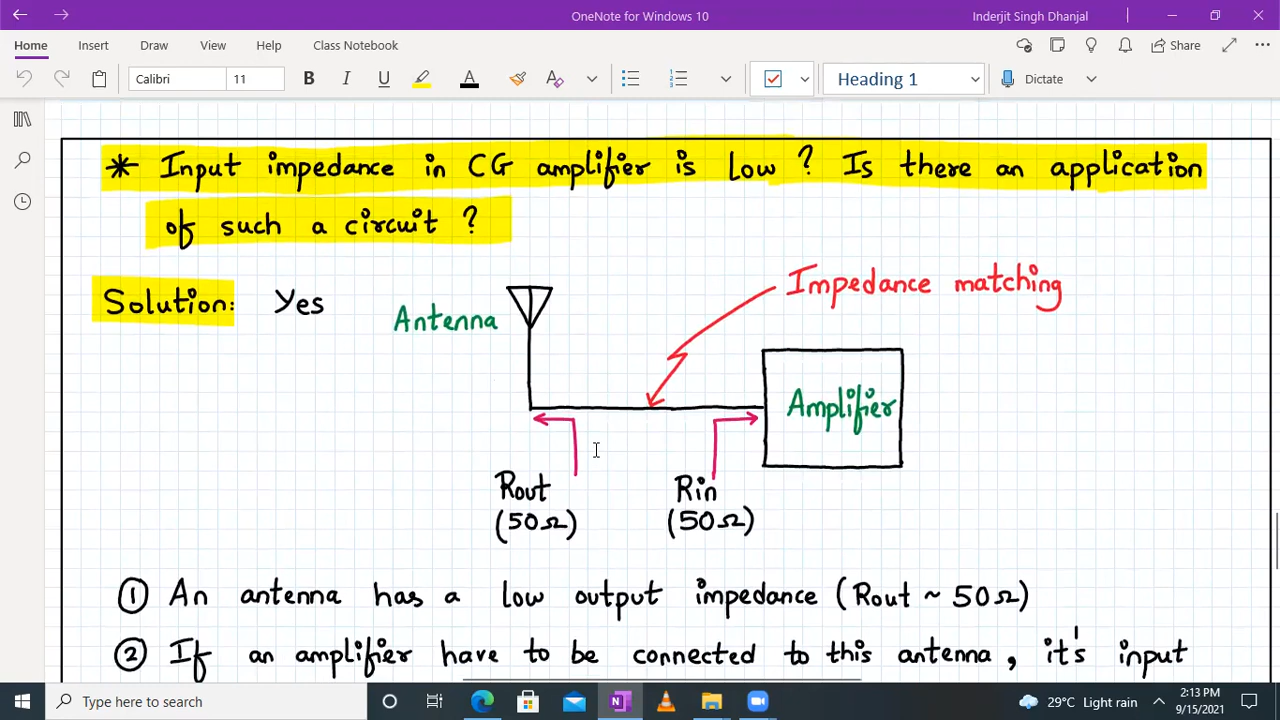 OneNote for Windows 10
Inderjit Singh Dhanjal
Home Insert Draw View Help Class Notebook
Share
Calibri 11 B I U A Heading 1 Dictate
* Input impedance in CG amplifier is low ? Is there an application
of such a circuit ?
Solution: Yes
Impedance matching
Antenna
Amplifier
Rout Rin
(50Ω) (50Ω)
① An antenna has a low output impedance (Rout ~ 50Ω)
② If an amplifier have to be connected to this antenna, it's input
Type here to search
29°C Light rain
2:13 PM
9/15/2021